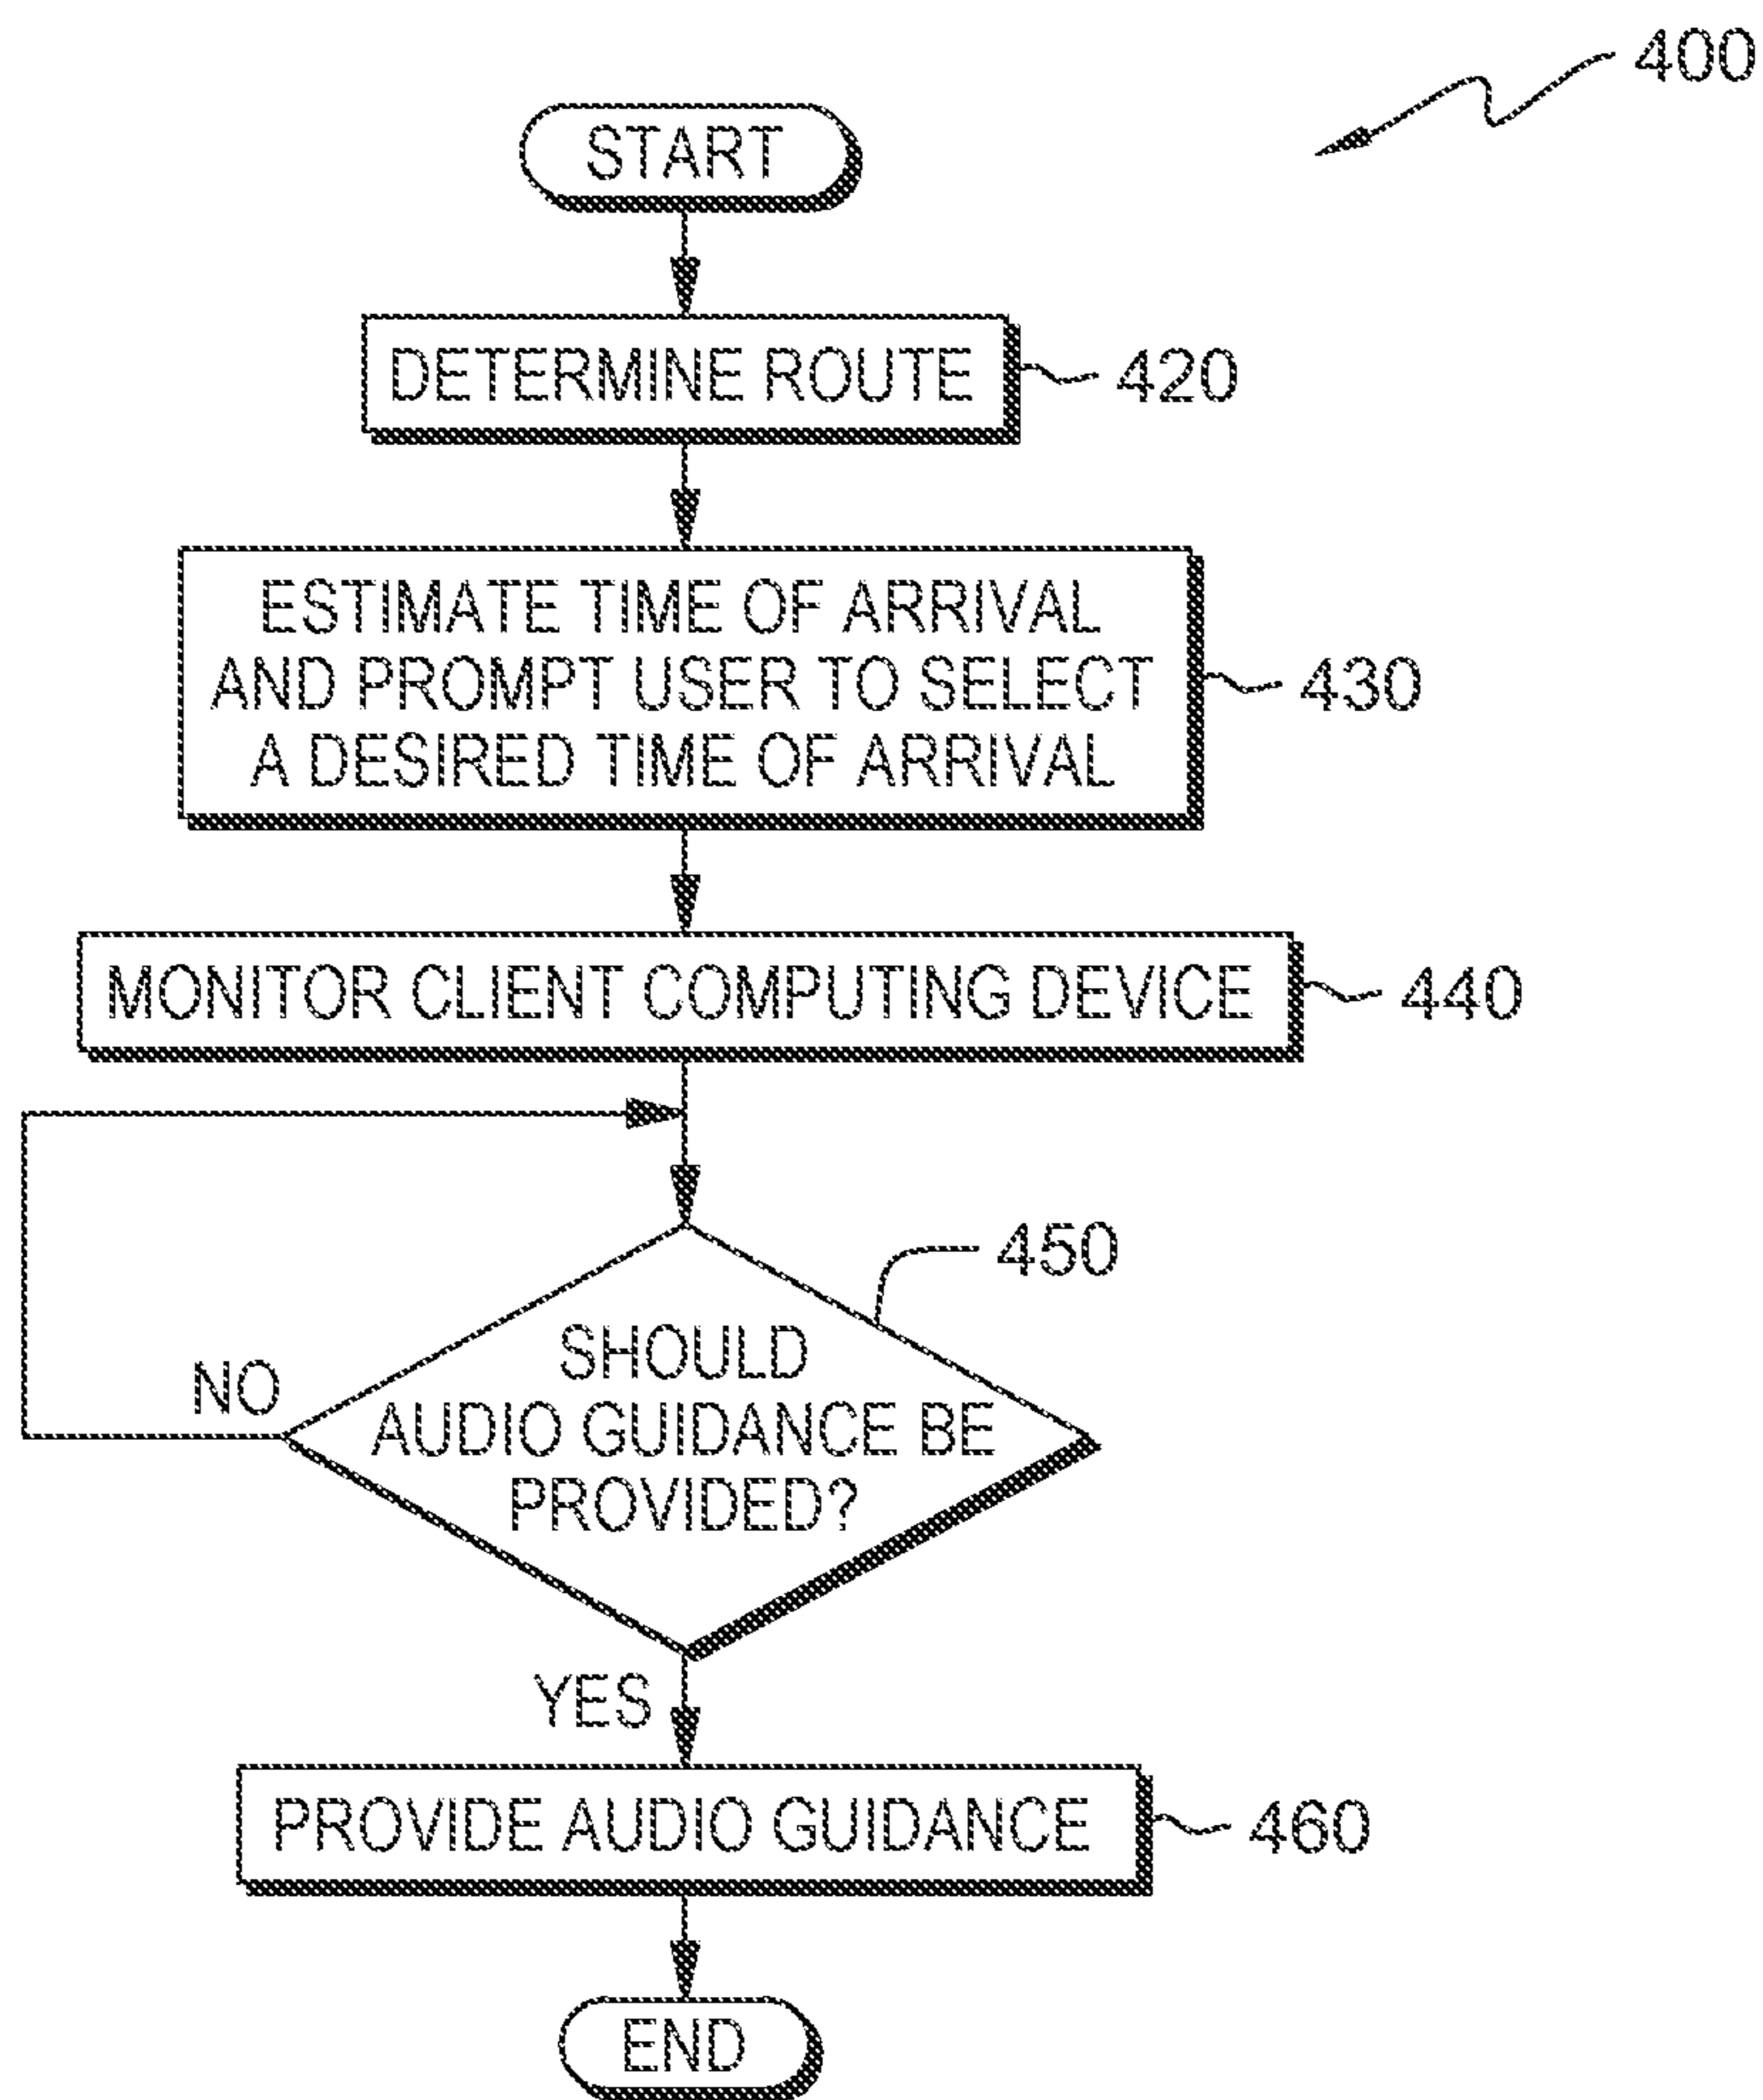 400
START
DETERMINE ROUTE
420
ESTIMATE TIME OF ARRIVAL
AND PROMPT USER TO SELECT
A DESIRED TIME OF ARRIVAL
430
MONITOR CLIENT COMPUTING DEVICE
440
450
SHOULD
AUDIO GUIDANCE BE
PROVIDED?
NO
YES
PROVIDE AUDIO GUIDANCE
460
END